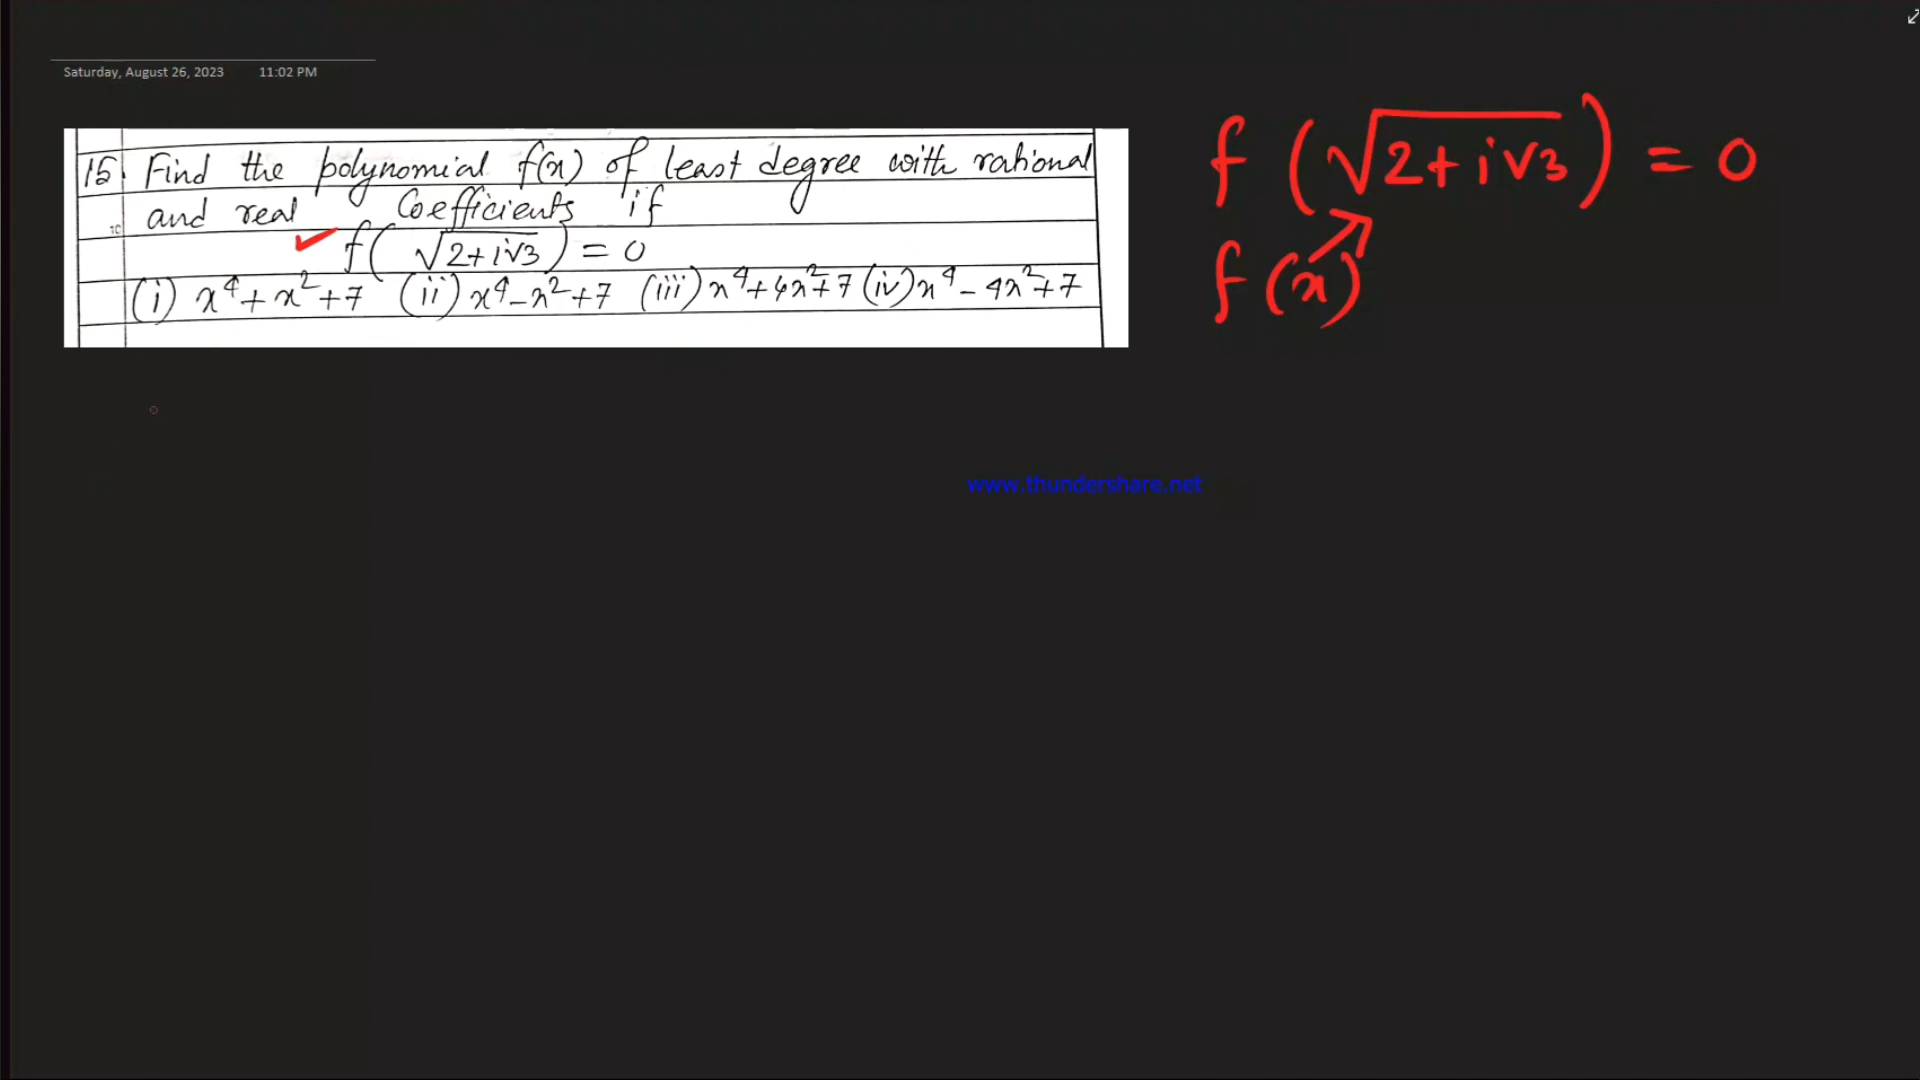 Saturday, August 26, 2023 11:02 PM
15. Find the polynomial f(x) of least degree with rational
and real Coefficients if
f(√2+i√3) = 0
(i) x⁴+x²+7 (ii) x⁴-x²+7 (iii) x⁴+4x²+7 (iv) x⁴-4x²+7
f (√2+i√3) = 0
f(x)
www.thundershare.net